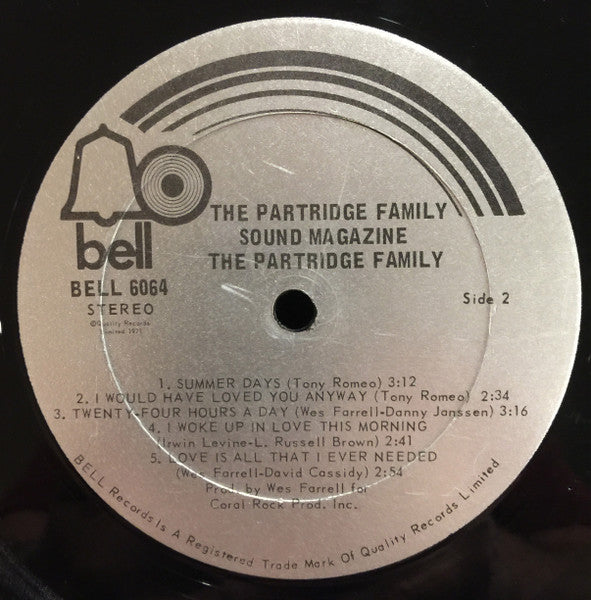 THE PARTRIDGE FAMILY
SOUND MAGAZINE
THE PARTRIDGE FAMILY
bell
BELL 6064
STEREO
©Quality Records
Limited 1971
Side 2
1. SUMMER DAYS (Tony Romeo) 3:12
2. I WOULD HAVE LOVED YOU ANYWAY (Tony Romeo) 2:34
3. TWENTY-FOUR HOURS A DAY (Wes Farrell-Danny Janssen) 3:16
4. I WOKE UP IN LOVE THIS MORNING
(Irwin Levine-L. Russell Brown) 2:41
5. LOVE IS ALL THAT I EVER NEEDED
(Wes Farrell-David Cassidy) 2:54
Prod. by Wes Farrell for
Coral Rock Prod. Inc.
BELL Records Is A Registered Trade Mark Of Quality Records Limited